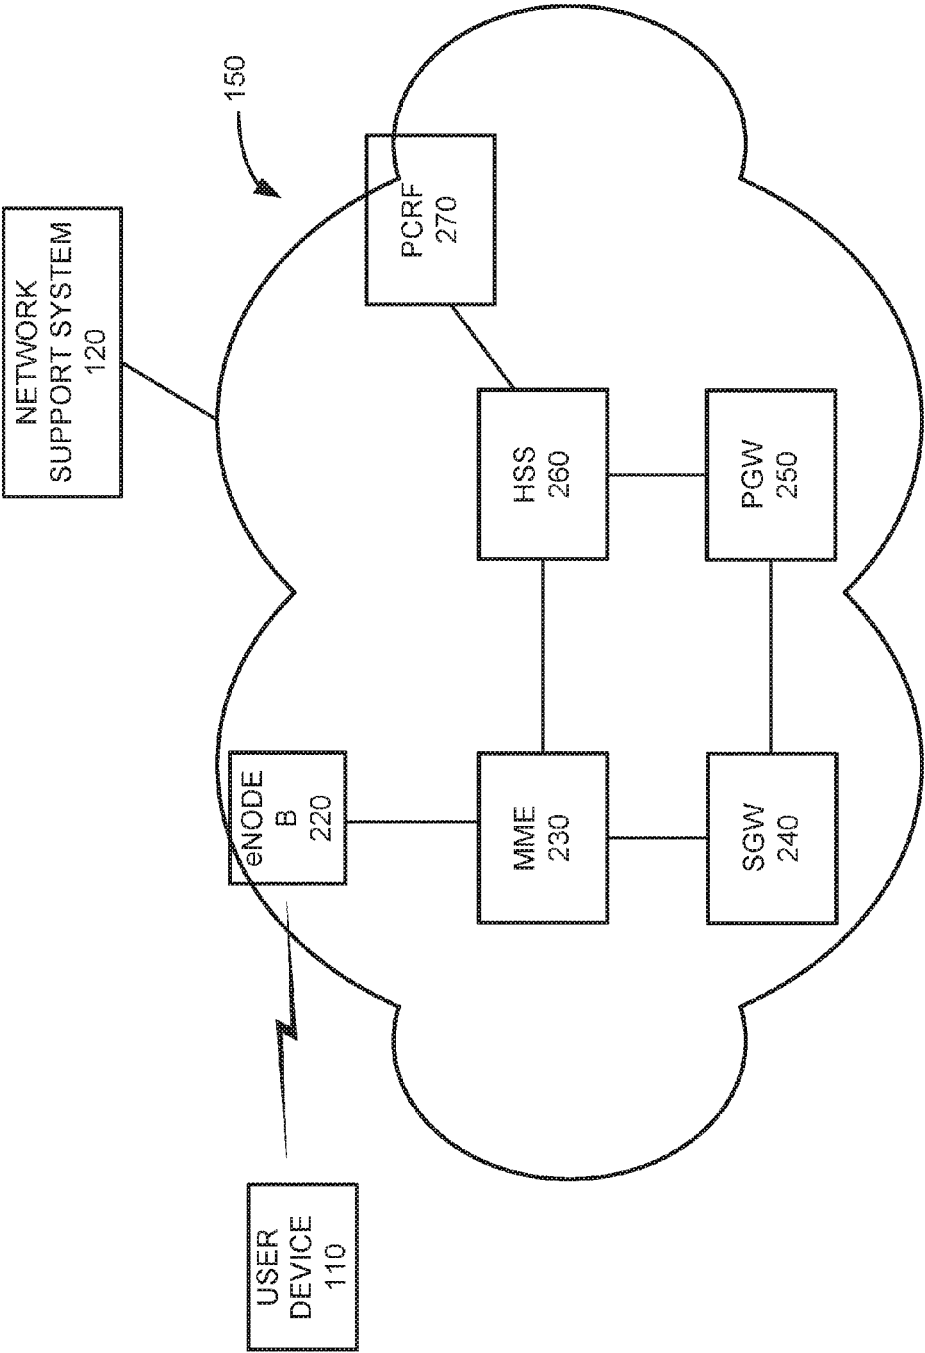 NETWORK
SUPPORT SYSTEM
120
150
USER
DEVICE
110
eNODE
B
220
PCRF
270
MME
230
HSS
260
SGW
240
PGW
250